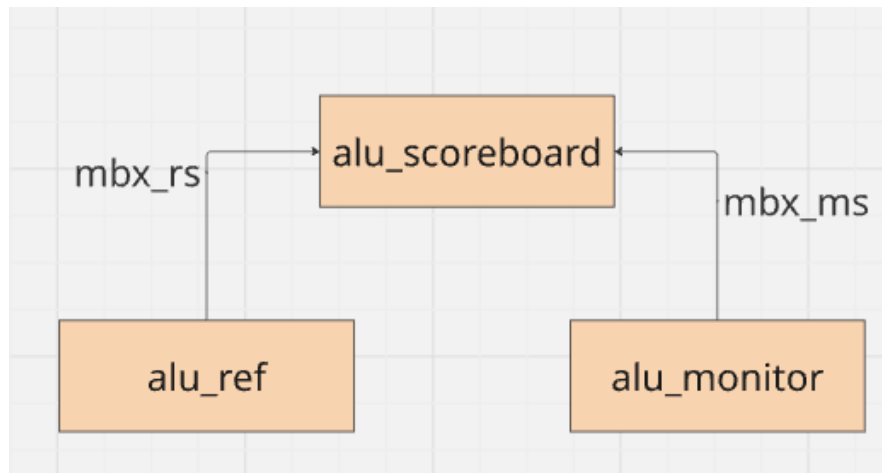 alu_scoreboard
mbx_rs
mbx_ms
alu_ref
alu_monitor